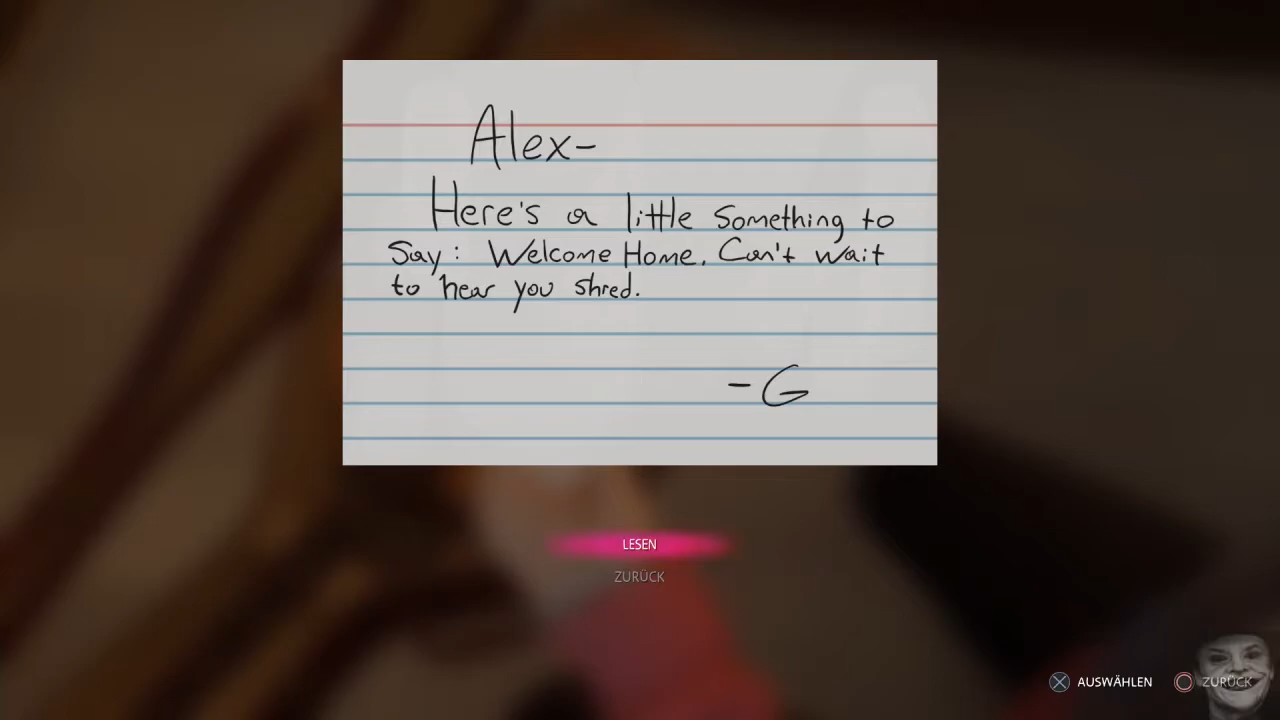 Alex-
Here's a little something to
Say: Welcome Home. Can't wait
to hear you shred.
-G
LESEN
ZURÜCK
AUSWÄHLEN ZURÜCK